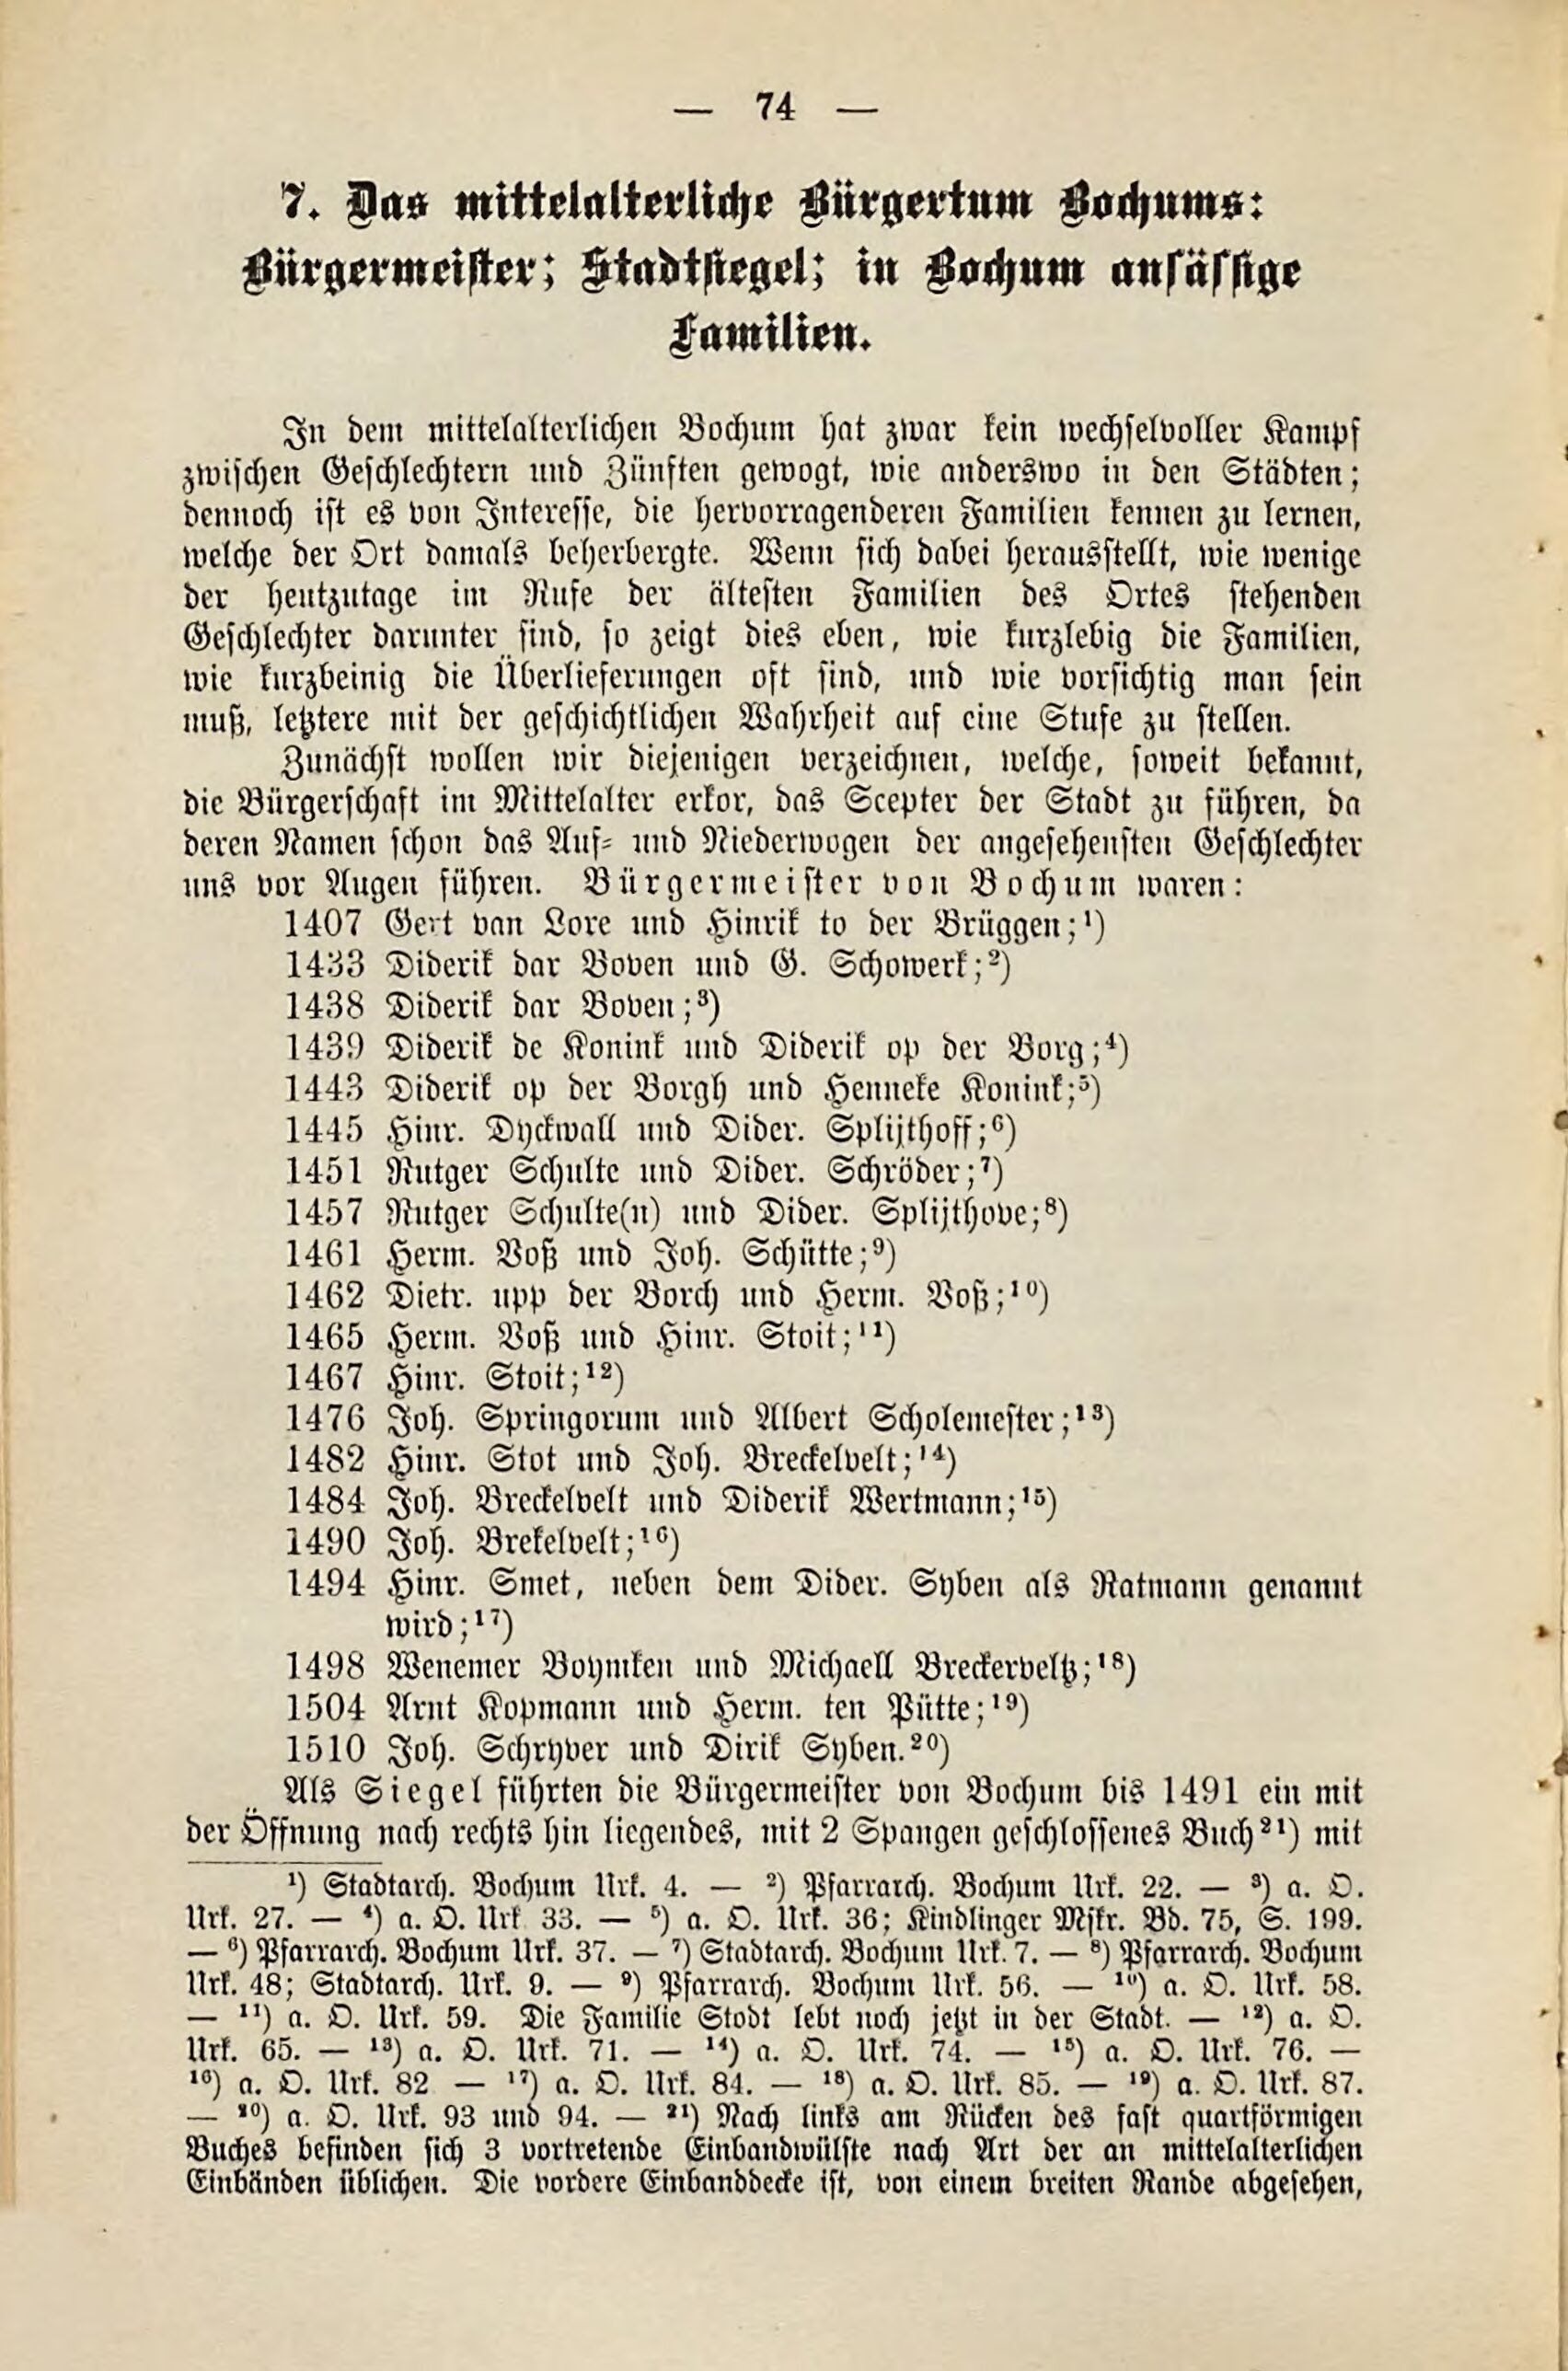 — 74 —
7. Das mittelalterliche Bürgertum Bochums:
Bürgermeister; Stadtsiegel; in Bochum ansässige
Familien.
In dem mittelalterlichen Bochum hat zwar kein wechselvoller Kampf
zwischen Geschlechtern und Zünften gewogt, wie anderswo in den Städten;
dennoch ist es von Interesse, die hervorragenderen Familien kennen zu lernen,
welche der Ort damals beherbergte. Wenn sich dabei herausstellt, wie wenige
der heutzutage im Rufe der ältesten Familien des Ortes stehenden
Geschlechter darunter sind, so zeigt dies eben, wie kurzlebig die Familien,
wie kurzbeinig die Überlieferungen oft sind, und wie vorsichtig man sein
muß, letztere mit der geschichtlichen Wahrheit auf eine Stufe zu stellen.
Zunächst wollen wir diejenigen verzeichnen, welche, soweit bekannt,
die Bürgerschaft im Mittelalter erkor, das Scepter der Stadt zu führen, da
deren Namen schon das Auf- und Niederwogen der angesehensten Geschlechter
uns vor Augen führen. Bürgermeister von Bochum waren:
1407 Gert van Lore und Hinrik to der Brüggen;¹)
1433 Diderik dar Boven und G. Schowerk;²)
1438 Diderik dar Boven;³)
1439 Diderik de Konink und Diderik op der Borg;⁴)
1443 Diderik op der Borgh und Henneke Konink;⁵)
1445 Hinr. Dyckwall und Dider. Splijthoff;⁶)
1451 Rutger Schulte und Dider. Schröder;⁷)
1457 Rutger Schulte(n) und Dider. Splijthove;⁸)
1461 Herm. Voß und Joh. Schütte;⁹)
1462 Dietr. upp der Borch und Herm. Voß;¹⁰)
1465 Herm. Voß und Hinr. Stoit;¹¹)
1467 Hinr. Stoit;¹²)
1476 Joh. Springorum und Albert Scholemester;¹³)
1482 Hinr. Stot und Joh. Breckelvelt;¹⁴)
1484 Joh. Breckelvelt und Diderik Wertmann;¹⁵)
1490 Joh. Brekelvelt;¹⁶)
1494 Hinr. Smet, neben dem Dider. Syben als Ratmann genannt
wird;¹⁷)
1498 Wenemer Boymken und Michaell Breckerveltz;¹⁸)
1504 Arnt Kopmann und Herm. ten Pütte;¹⁹)
1510 Joh. Schryver und Dirik Syben.²⁰)
Als Siegel führten die Bürgermeister von Bochum bis 1491 ein mit
der Öffnung nach rechts hin liegendes, mit 2 Spangen geschlossenes Buch²¹) mit
¹) Stadtarch. Bochum Urk. 4. — ²) Pfarrarch. Bochum Urk. 22. — ³) a. O.
Urk. 27. — ⁴) a. O. Urk 33. — ⁵) a. O. Urk. 36; Kindlinger Mskr. Bd. 75, S. 199.
— ⁶) Pfarrarch. Bochum Urk. 37. — ⁷) Stadtarch. Bochum Urk. 7. — ⁸) Pfarrarch. Bochum
Urk. 48; Stadtarch. Urk. 9. — ⁹) Pfarrarch. Bochum Urk. 56. — ¹⁰) a. O. Urk. 58.
— ¹¹) a. O. Urk. 59. Die Familie Stodt lebt noch jetzt in der Stadt. — ¹²) a. O.
Urk. 65. — ¹³) a. O. Urk. 71. — ¹⁴) a. O. Urk. 74. — ¹⁵) a. O. Urk. 76. —
¹⁶) a. O. Urk. 82 — ¹⁷) a. O. Urk. 84. — ¹⁸) a. O. Urk. 85. — ¹⁹) a. O. Urk. 87.
— ²⁰) a. O. Urk. 93 und 94. — ²¹) Nach links am Rücken des fast quartförmigen
Buches befinden sich 3 vortretende Einbandwülste nach Art der an mittelalterlichen
Einbänden üblichen. Die vordere Einbanddecke ist, von einem breiten Rande abgesehen,